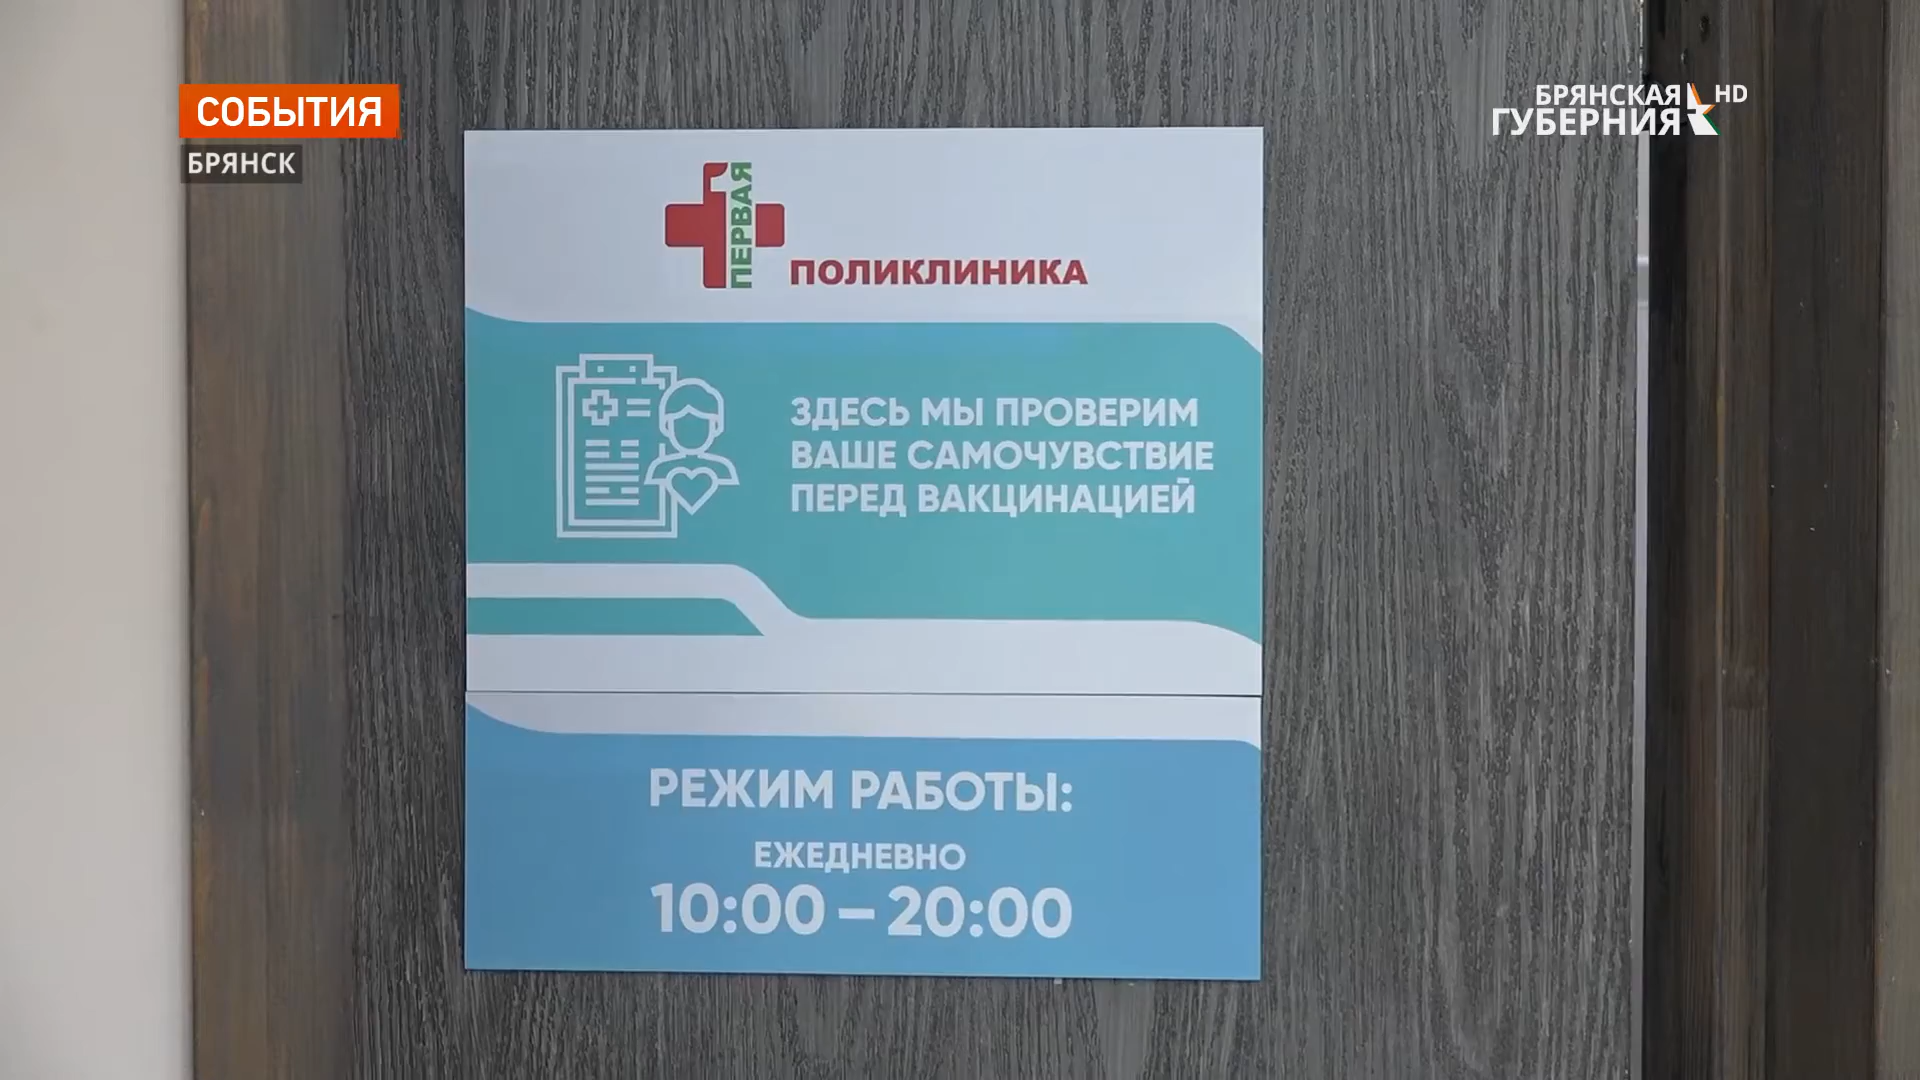 СОБЫТИЯ
БРЯНСК
БРЯНСКАЯ HD
ГУБЕРНИЯ
1 ПЕРВАЯ
ПОЛИКЛИНИКА
ЗДЕСЬ МЫ ПРОВЕРИМ
ВАШЕ САМОЧУВСТВИЕ
ПЕРЕД ВАКЦИНАЦИЕЙ
РЕЖИМ РАБОТЫ:
ЕЖЕДНЕВНО
10:00 – 20:00